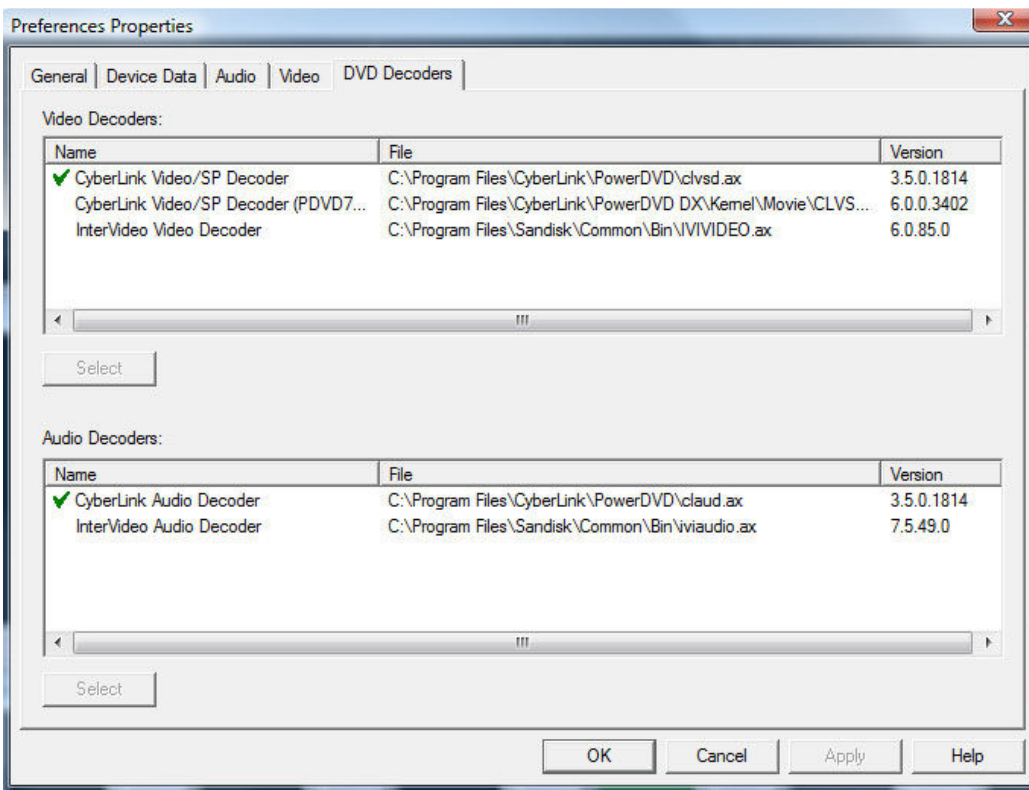 Preferences Properties
General Device Data Audio Video DVD Decoders
Video Decoders:
Name File Version
CyberLink Video/SP Decoder C:\Program Files\CyberLink\PowerDVD\clvsd.ax 3.5.0.1814
CyberLink Video/SP Decoder (PDVD7... C:\Program Files\CyberLink\PowerDVD DX\Kernel\Movie\CLVS... 6.0.0.3402
InterVideo Video Decoder C:\Program Files\Sandisk\Common\Bin\IVIVIDEO.ax 6.0.85.0
Select
Audio Decoders:
Name File Version
CyberLink Audio Decoder C:\Program Files\CyberLink\PowerDVD\claud.ax 3.5.0.1814
InterVideo Audio Decoder C:\Program Files\Sandisk\Common\Bin\iviaudio.ax 7.5.49.0
Select
OK Cancel Apply Help